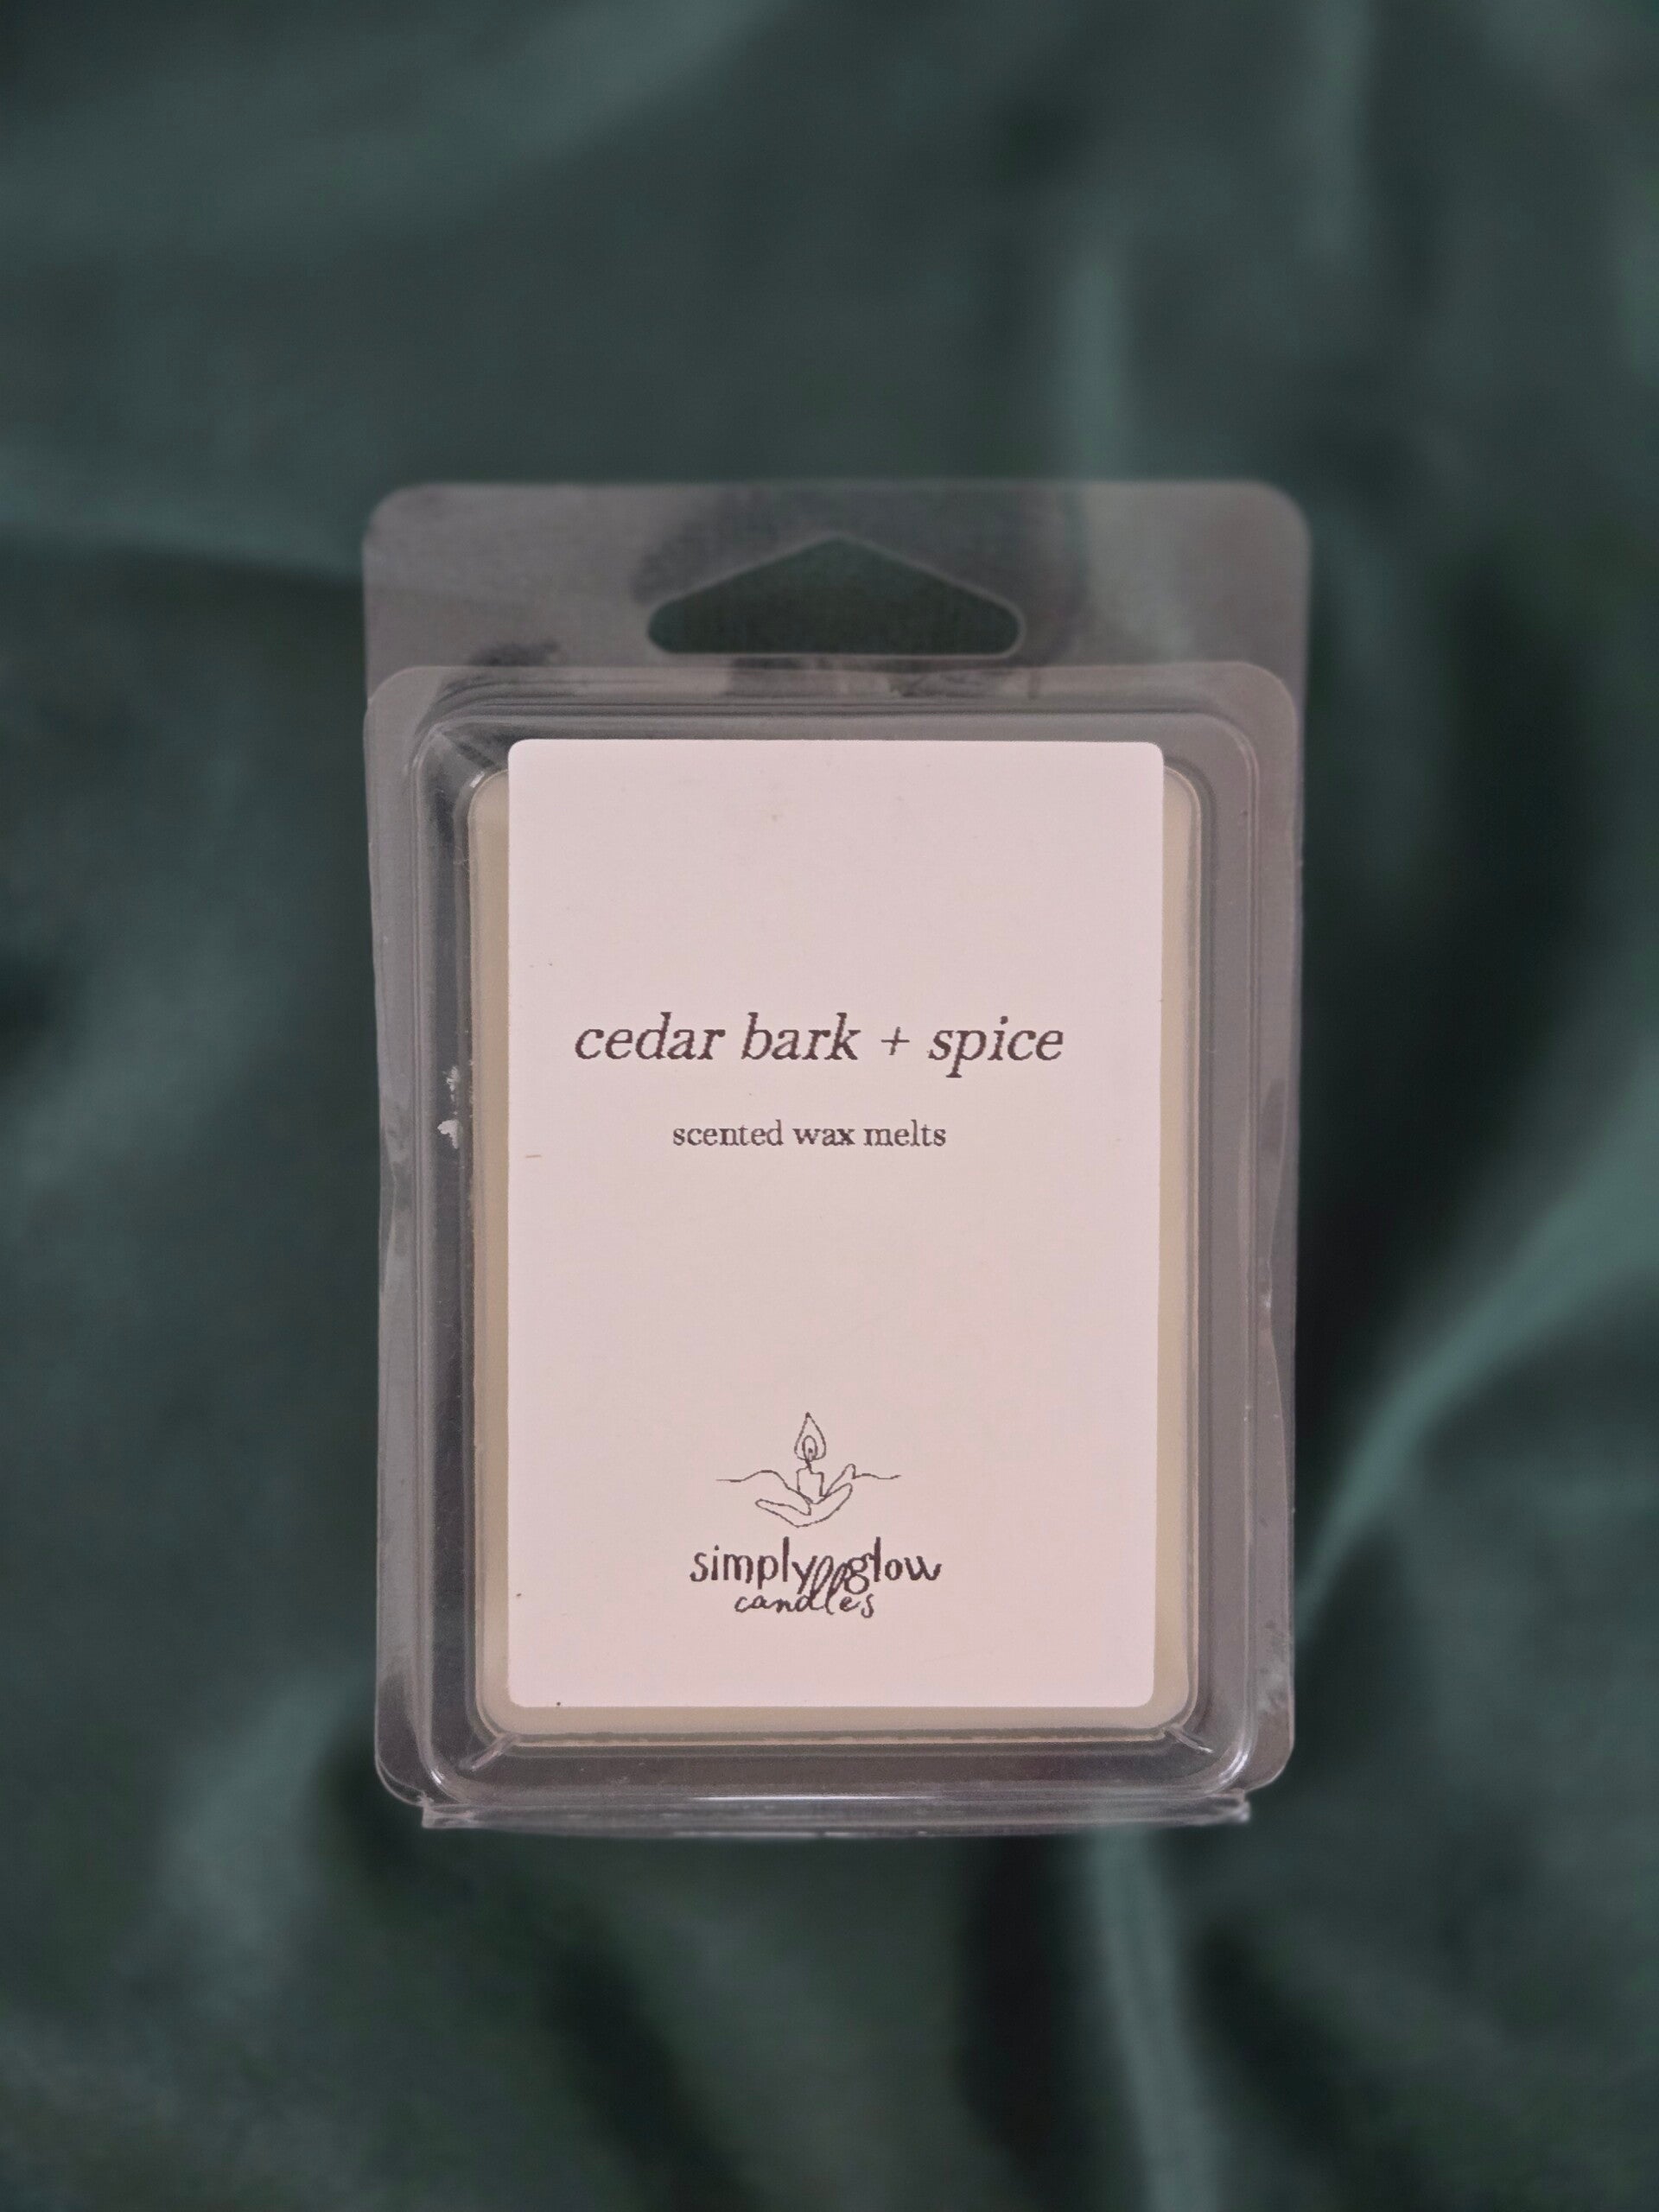 cedar bark + spice
scented wax melts
simply glow
candles